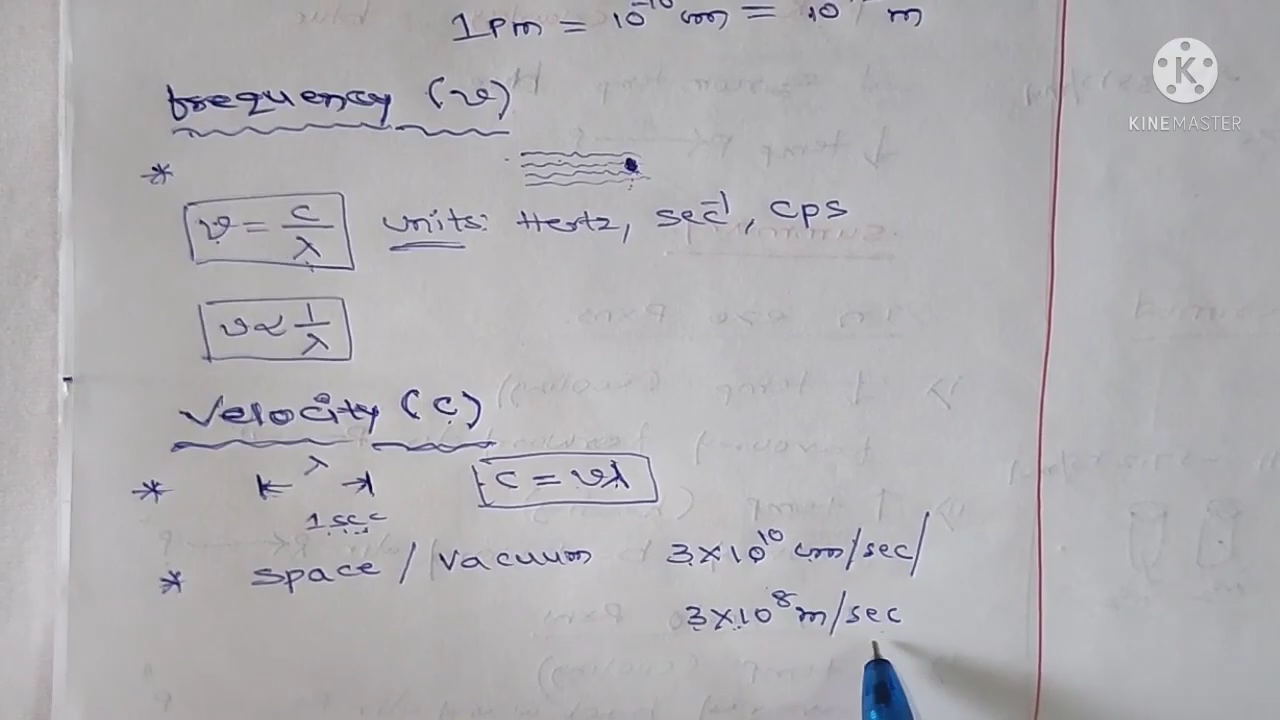 1pm = 10⁻¹⁰ cm = 10 m
KINEMASTER
frequency (ν)
*
ν = c/λ units: Hertz, sec⁻¹, cps
ν ∝ 1/λ
Velocity (c)
* λ c = νλ
1 sec
* space / vacuum 3×10¹⁰ cm/sec/
3×10⁸ m/sec